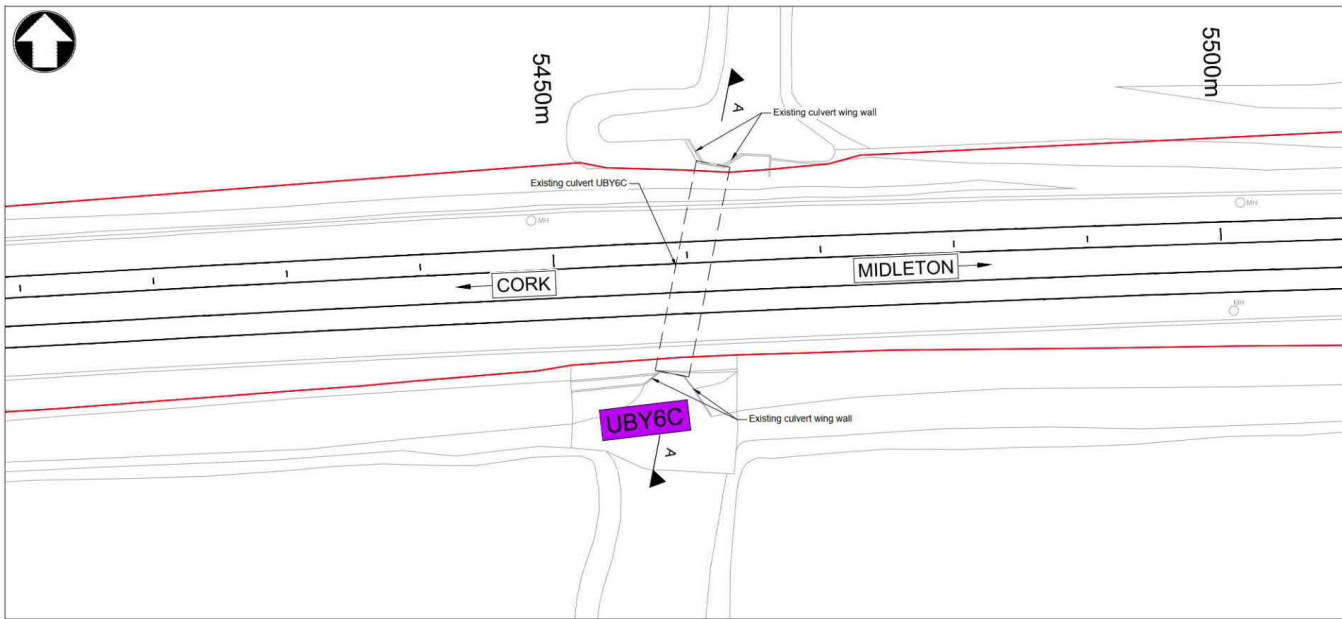 5450m
5500m
A
Existing culvert wing wall
Existing culvert UBY6C
MH
MH
CORK
MIDLETON
MH
UBY6C
Existing culvert wing wall
A